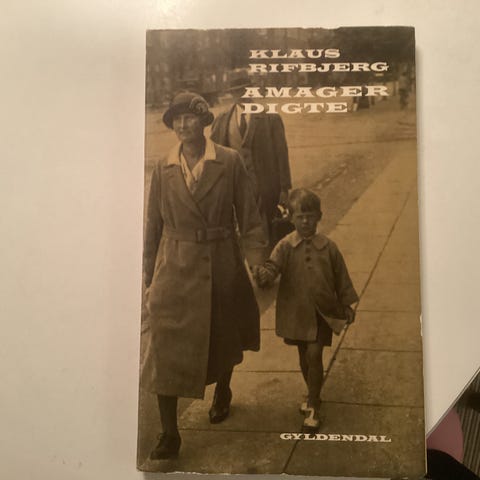 KLAUS
RIFBJERG
AMAGER
DIGTE
GYLDENDAL